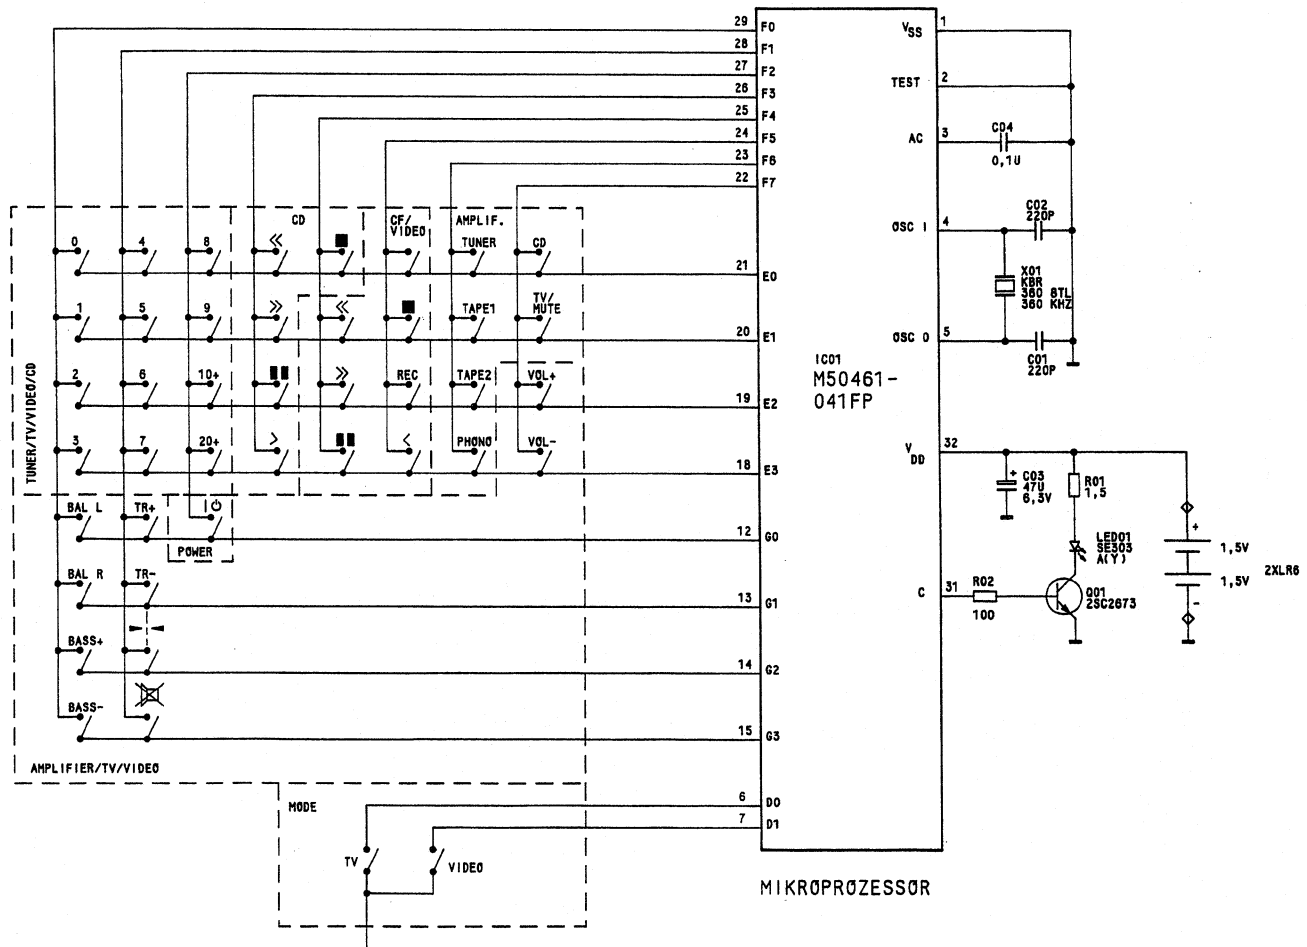 29 F0
28 F1
27 F2
26 F3
25 F4
24 F5
23 F6
22 F7
VSS 1
TEST 2
AC 3
C04
0,1U
OSC I 4
C02
220P
X01
KBR
360 BTL
360 KHZ
OSC O 5
C01
220P
IC01
M50461-
041FP
VDD 32
C03
47U
6,3V
R01
1,5
LED01
SE303
A(Y)
C 31
R02
100
Q01
2SC2673
+
1,5V
1,5V
-
2XLR6
CD
CF/
VIDEO
AMPLIF.
0 4 8 << TUNER CD
21 E0
1 5 9 >> << TAPE1 TV/
MUTE
20 E1
2 6 10+ >> REC TAPE2 VOL+
19 E2
3 7 20+ > < PHONO VOL-
18 E3
TUNER/TV/VIDEO/CD
BAL L TR+
POWER
12 G0
BAL R TR-
13 G1
BASS+
14 G2
BASS-
15 G3
AMPLIFIER/TV/VIDEO
MODE
6 D0
7 D1
TV
VIDEO
MIKROPROZESSOR